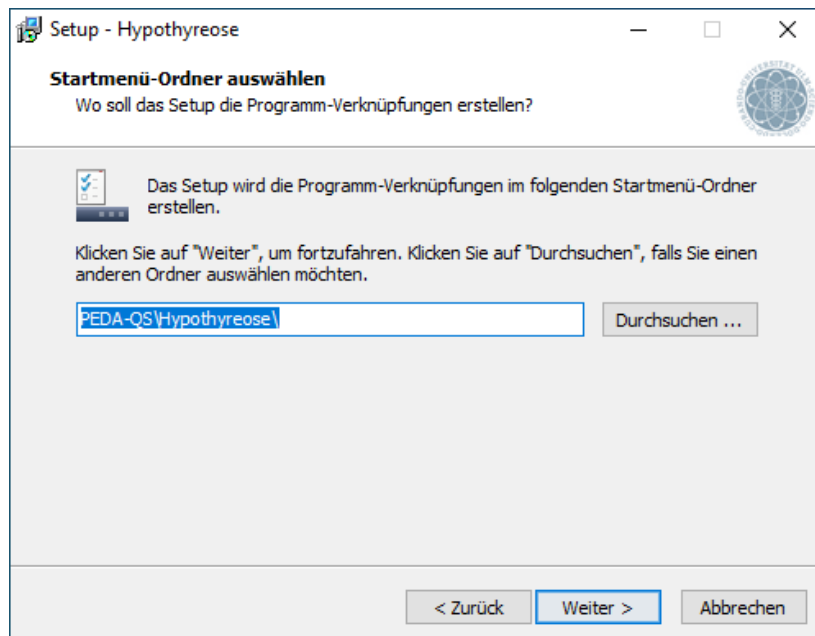 Setup - Hypothyreose
Startmenü-Ordner auswählen
Wo soll das Setup die Programm-Verknüpfungen erstellen?
Das Setup wird die Programm-Verknüpfungen im folgenden Startmenü-Ordner
erstellen.
Klicken Sie auf "Weiter", um fortzufahren. Klicken Sie auf "Durchsuchen", falls Sie einen
anderen Ordner auswählen möchten.
PEDA-QS\Hypothyreose\
Durchsuchen ...
< Zurück
Weiter >
Abbrechen